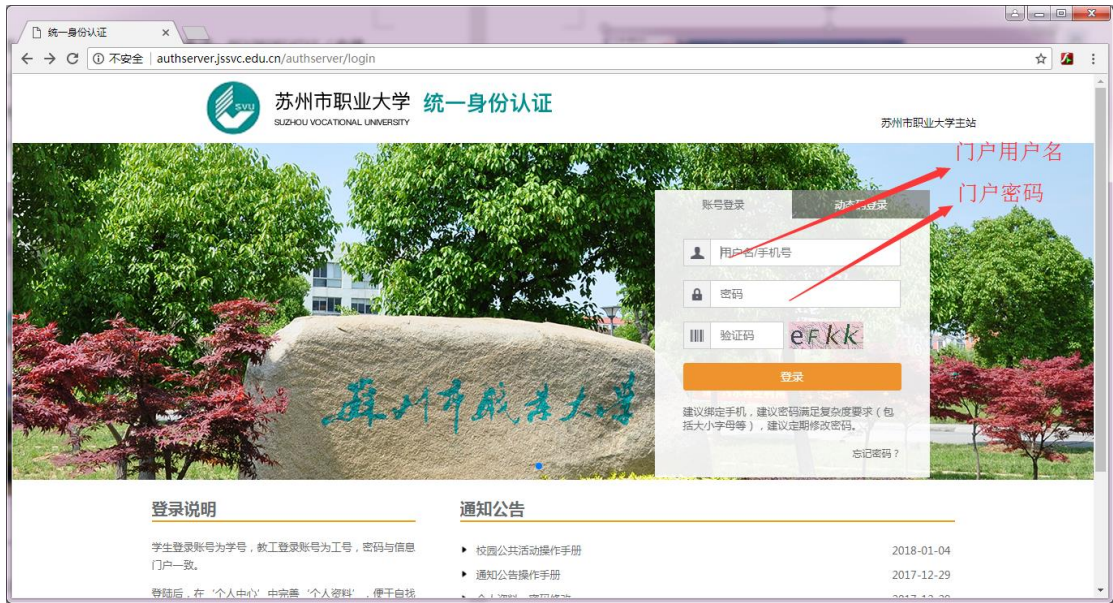 统一身份认证
不安全 | authserver.jssvc.edu.cn/authserver/login
SVU
苏州市职业大学 统一身份认证
SUZHOU VOCATIONAL UNIVERSITY
苏州市职业大学主站
门户用户名
门户密码
账号登录 动态码登录
用户名/手机号
密码
验证码 eFkk
登录
建议绑定手机，建议密码满足复杂度要求（包
括大小字母等），建议定期修改密码。
忘记密码？
蘇州市职业大学
登录说明
学生登录账号为学号，教工登录账号为工号，密码与信息
门户一致。
登陆后，在‘个人中心’中完善‘个人资料’，便于自找
通知公告
校园公共活动操作手册 2018-01-04
通知公告操作手册 2017-12-29